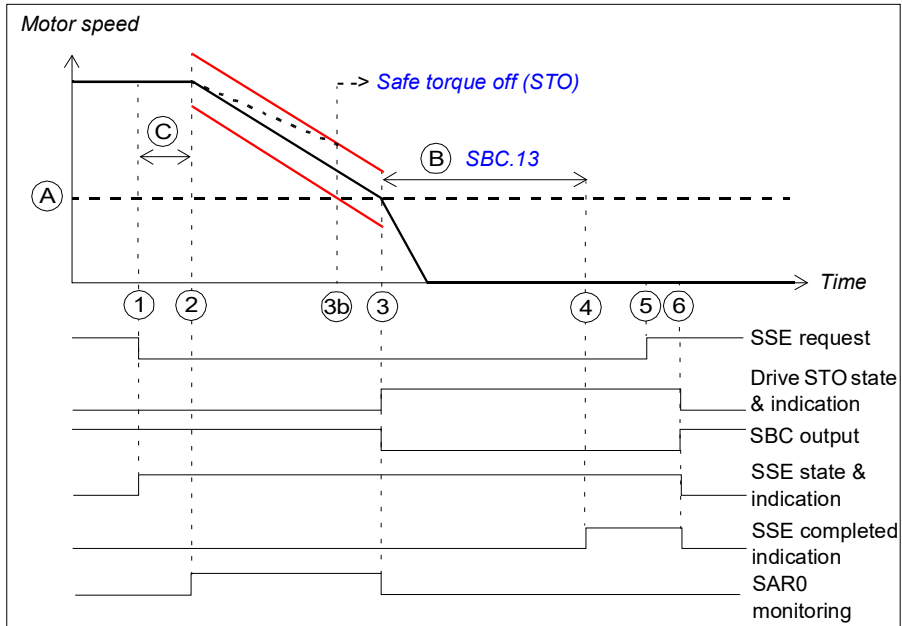 Motor speed
--> Safe torque off (STO)
C
B SBC.13
A
Time
1 2 3b 3 4 5 6
SSE request
Drive STO state
& indication
SBC output
SSE state &
indication
SSE completed
indication
SAR0
monitoring